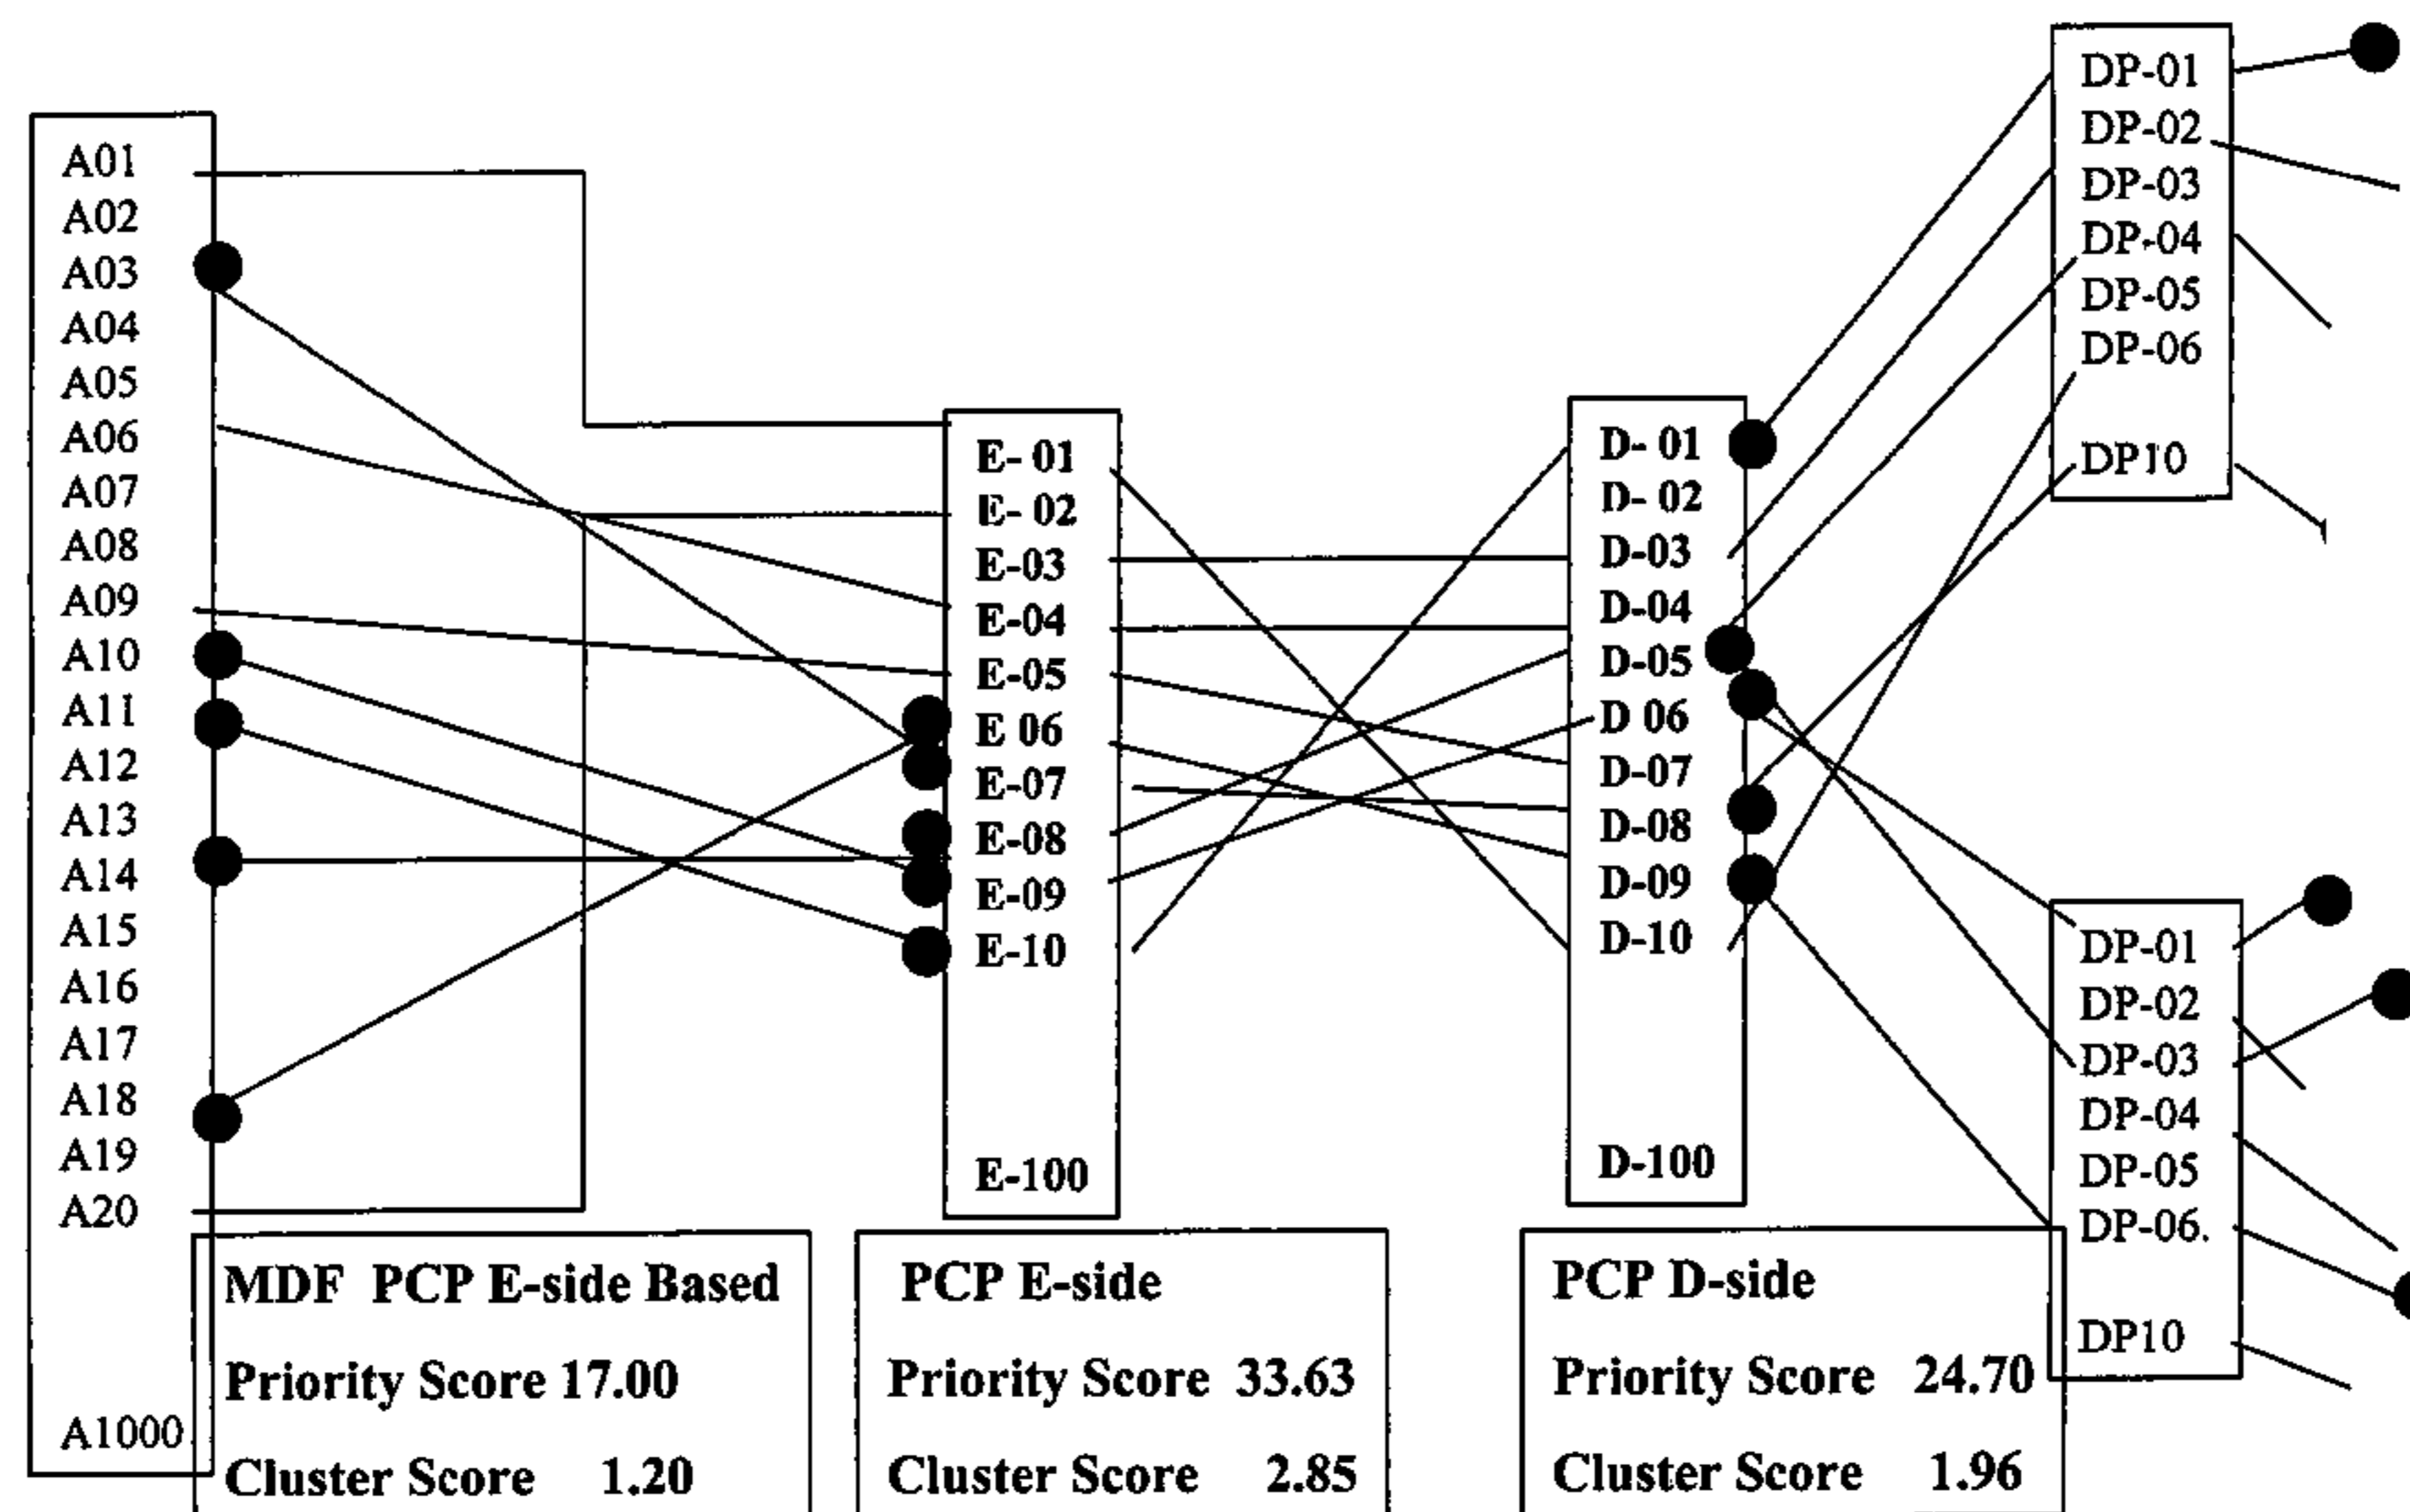 A01
A02
A03
A04
A05
A06
A07
A08
A09
A10
A11
A12
A13
A14
A15
A16
A17
A18
A19
A20
A1000
E- 01
E- 02
E-03
E-04
E-05
E 06
E-07
E-08
E-09
E-10
E-100
D- 01
D- 02
D-03
D-04
D-05
D 06
D-07
D-08
D-09
D-10
D-100
DP-01
DP-02
DP-03
DP-04
DP-05
DP-06
DP10
DP-01
DP-02
DP-03
DP-04
DP-05
DP-06.
DP10
MDF PCP E-side Based
Priority Score 17.00
Cluster Score 1.20
PCP E-side
Priority Score 33.63
Cluster Score 2.85
PCP D-side
Priority Score 24.70
Cluster Score 1.96